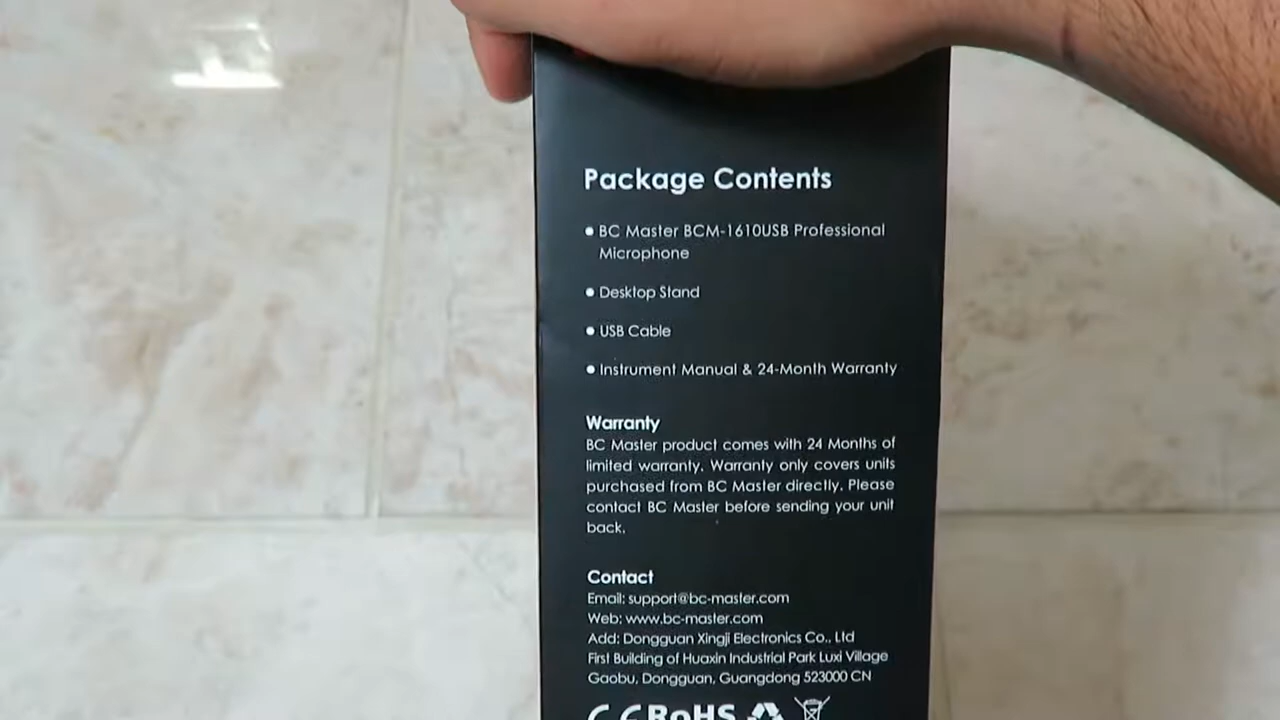 Package Contents
● BC Master BCM-1610USB Professional
Microphone
● Desktop Stand
● USB Cable
● Instrument Manual & 24-Month Warranty
Warranty
BC Master product comes with 24 Months of
limited warranty. Warranty only covers units
purchased from BC Master directly. Please
contact BC Master before sending your unit
back.
Contact
Email: support@bc-master.com
Web: www.bc-master.com
Add: Dongguan Xingji Electronics Co., Ltd
First Building of Huaxin Industrial Park Luxi Village
Gaobu, Dongguan, Guangdong 523000 CN
CE RoHS